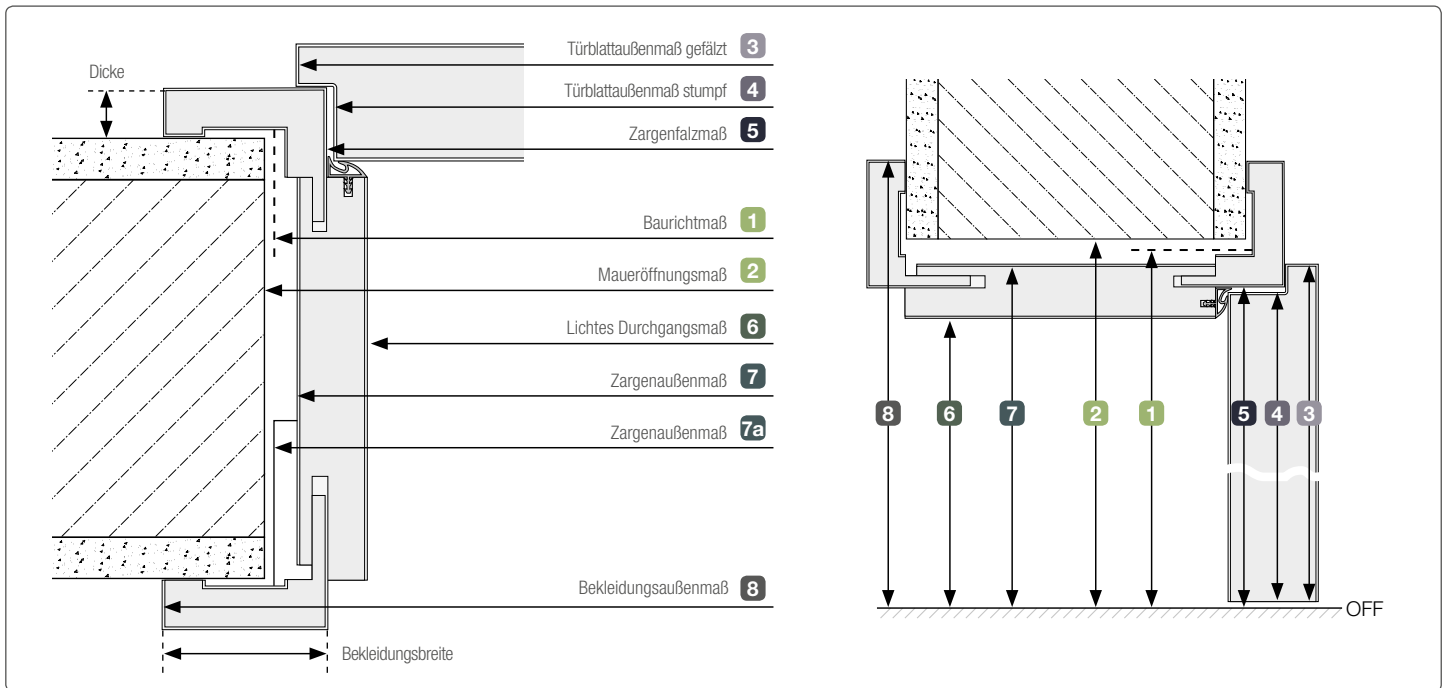 Dicke
Türblattaußenmaß gefälzt 3
Türblattaußenmaß stumpf 4
Zargenfalzmaß 5
Baurichtmaß 1
Maueröffnungsmaß 2
Lichtes Durchgangsmaß 6
Zargenaußenmaß 7
Zargenaußenmaß 7a
Bekleidungsaußenmaß 8
Bekleidungsbreite
8 6 7 2 1 5 4 3
OFF